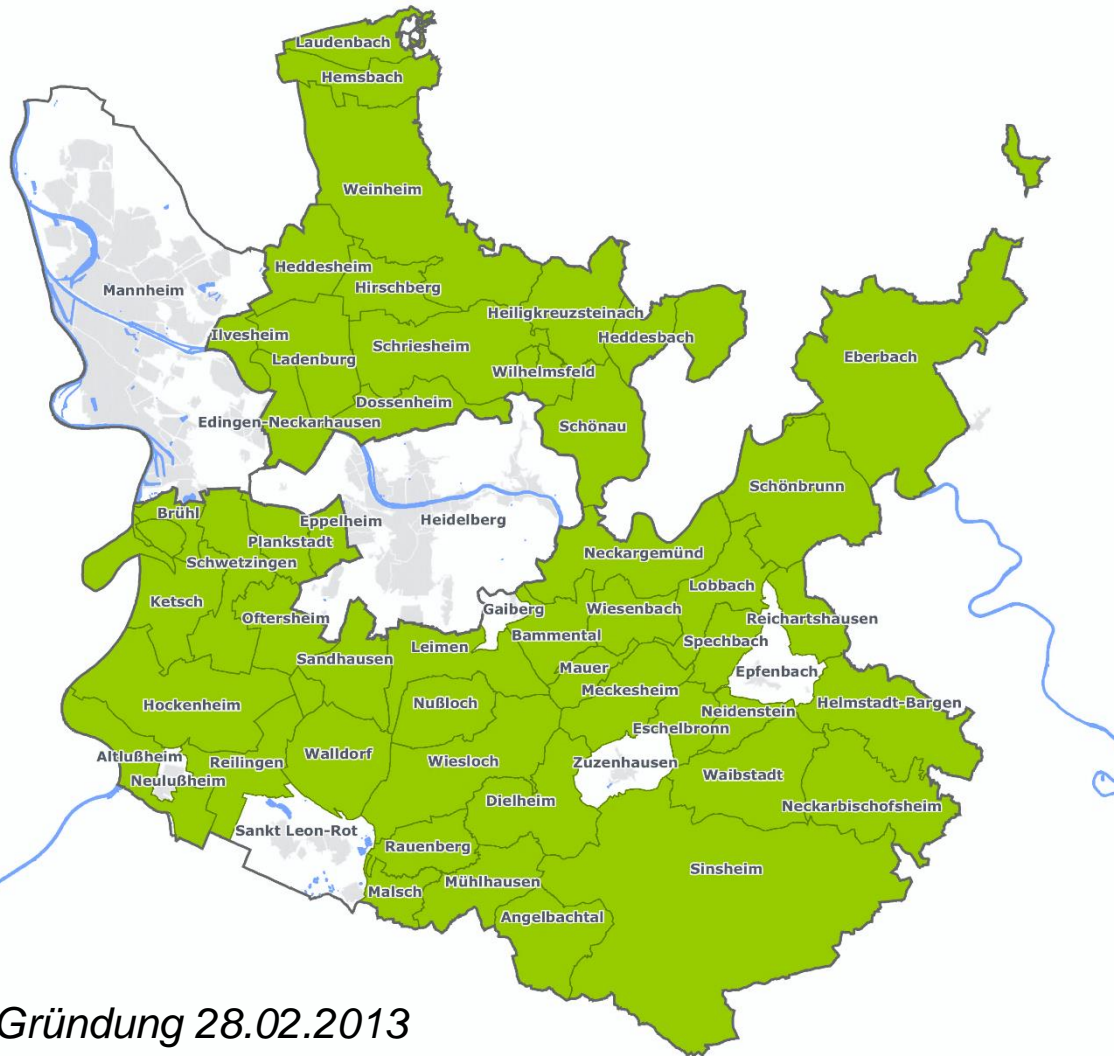 Laudenbach
Hemsbach
Weinheim
Mannheim
Heddesheim
Hirschberg
Heiligkreuzsteinach
Ilvesheim
Ladenburg
Schriesheim
Heddesbach
Eberbach
Wilhelmsfeld
Dossenheim
Edingen-Neckarhausen
Schönau
Schönbrunn
Brühl
Eppelheim
Heidelberg
Plankstadt
Schwetzingen
Neckargemünd
Lobbach
Ketsch
Oftersheim
Gaiberg
Wiesenbach
Reichartshausen
Bammental
Spechbach
Leimen
Sandhausen
Mauer
Epfenbach
Meckesheim
Hockenheim
Nußloch
Neidenstein
Helmstadt-Bargen
Eschelbronn
Altlußheim
Reilingen
Walldorf
Wiesloch
Zuzenhausen
Waibstadt
Neulußheim
Dielheim
Neckarbischofsheim
Sankt Leon-Rot
Rauenberg
Sinsheim
Mühlhausen
Malsch
Angelbachtal
Gründung 28.02.2013